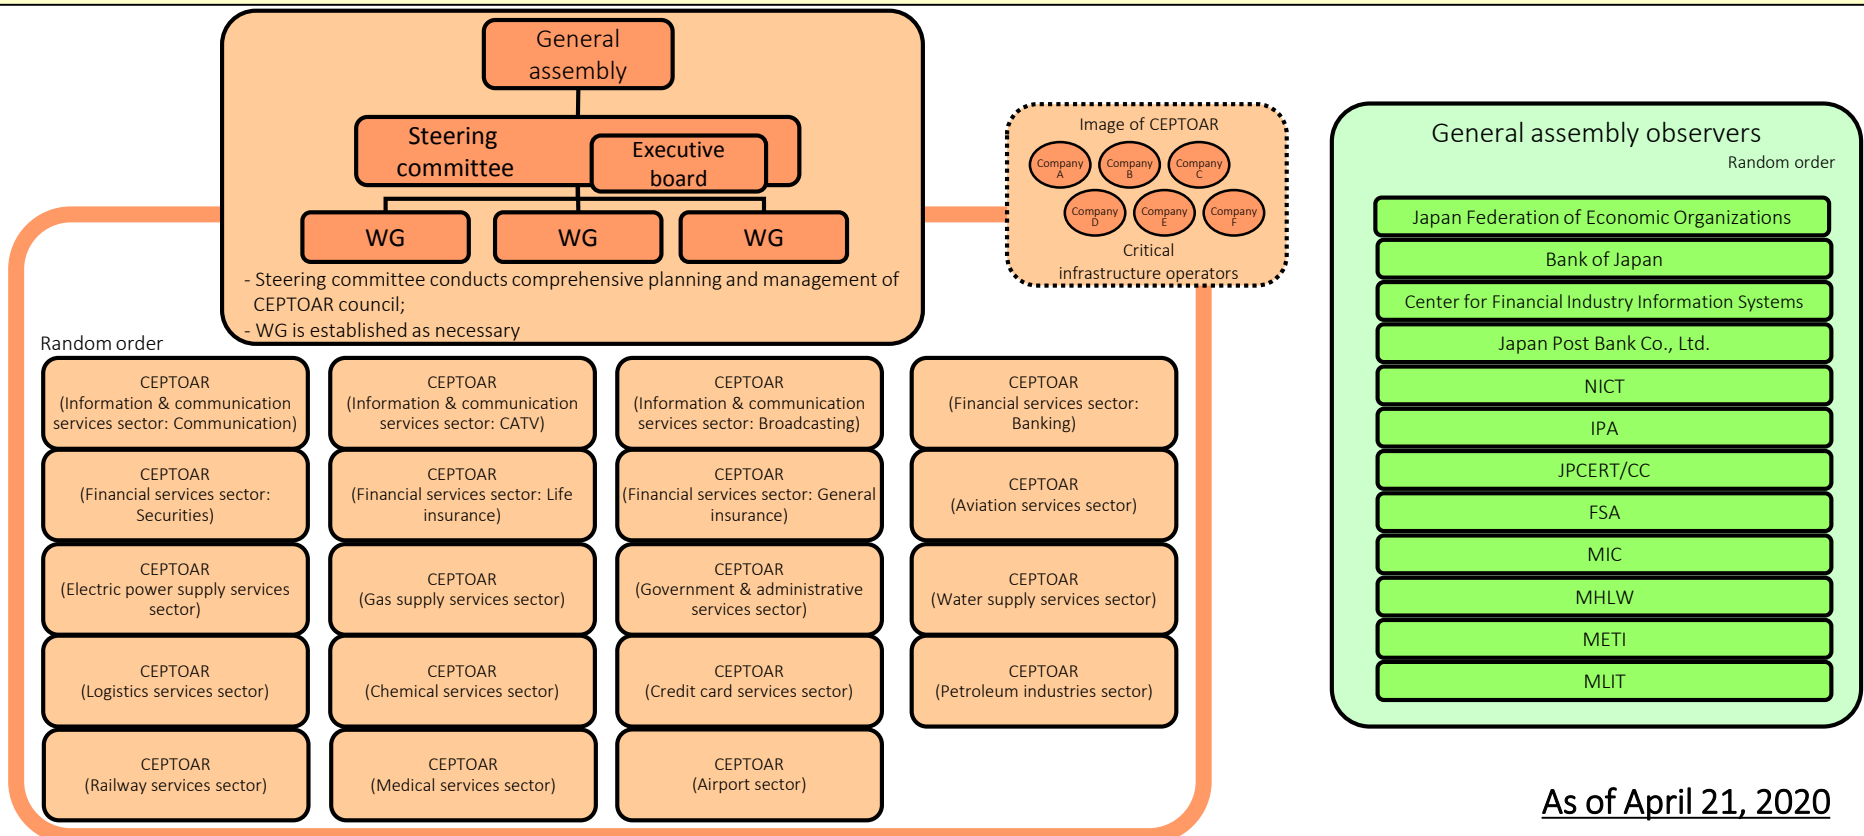 General
assembly
Steering
committee
Executive
board
WG
WG
WG
- Steering committee conducts comprehensive planning and management of
CEPTOAR council;
- WG is established as necessary
Image of CEPTOAR
Company
A
Company
B
Company
C
Company
D
Company
E
Company
F
Critical
infrastructure operators
Random order
CEPTOAR
(Information & communication
services sector: Communication)
CEPTOAR
(Information & communication
services sector: CATV)
CEPTOAR
(Information & communication
services sector: Broadcasting)
CEPTOAR
(Financial services sector:
Banking)
CEPTOAR
(Financial services sector:
Securities)
CEPTOAR
(Financial services sector: Life
insurance)
CEPTOAR
(Financial services sector: General
insurance)
CEPTOAR
(Aviation services sector)
CEPTOAR
(Electric power supply services
sector)
CEPTOAR
(Gas supply services sector)
CEPTOAR
(Government & administrative
services sector)
CEPTOAR
(Water supply services sector)
CEPTOAR
(Logistics services sector)
CEPTOAR
(Chemical services sector)
CEPTOAR
(Credit card services sector)
CEPTOAR
(Petroleum industries sector)
CEPTOAR
(Railway services sector)
CEPTOAR
(Medical services sector)
CEPTOAR
(Airport sector)
General assembly observers
Random order
Japan Federation of Economic Organizations
Bank of Japan
Center for Financial Industry Information Systems
Japan Post Bank Co., Ltd.
NICT
IPA
JPCERT/CC
FSA
MIC
MHLW
METI
MLIT
As of April 21, 2020